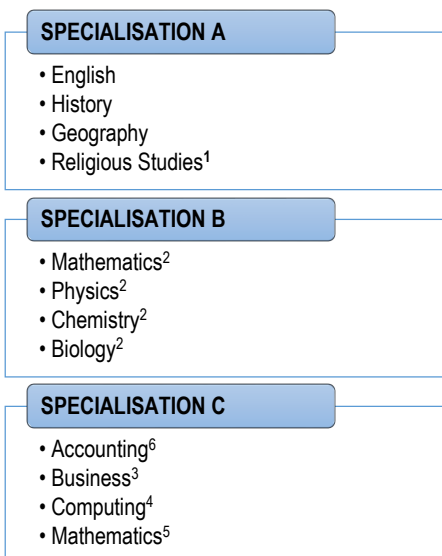 SPECIALISATION A
• English
• History
• Geography
• Religious Studies¹
SPECIALISATION B
• Mathematics²
• Physics²
• Chemistry²
• Biology²
SPECIALISATION C
• Accounting⁶
• Business³
• Computing⁴
• Mathematics⁵